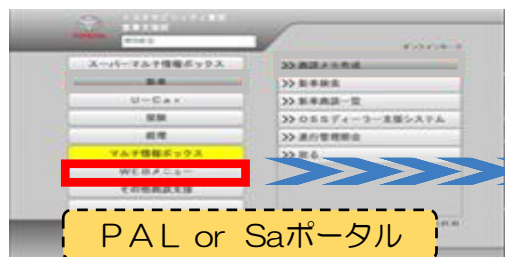 TOYOTA
スーパーマルチ情報ボックス
新車
U-Car
保険
経理
マルチ情報ボックス
WEBメニュー
その他商談支援
>> 商談メモ作成
>> 新車検索
>> 新車商談一覧
>> OSSディーラー支援システム
>> 進行管理照会
>> 戻る
PAL or Saポータル